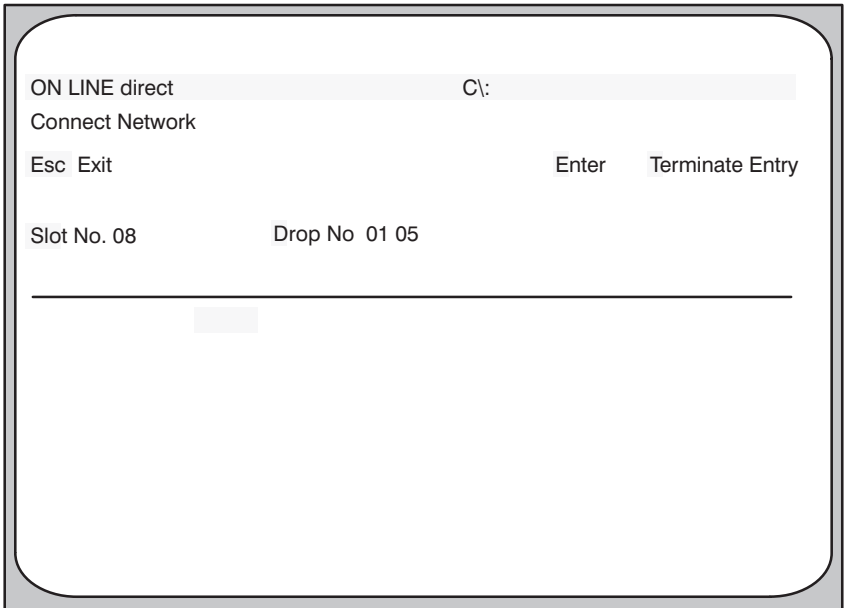 ON LINE direct C\:
Connect Network
Esc Exit Enter Terminate Entry
Slot No. 08 Drop No 01 05